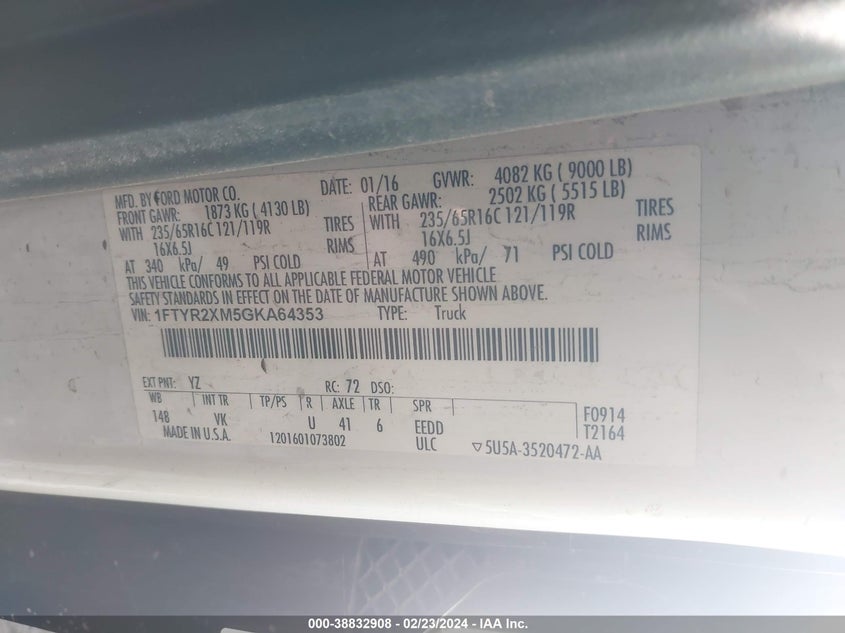 MFD. BY FORD MOTOR CO. DATE: 01/16 GVWR: 4082 KG ( 9000 LB)
FRONT GAWR: 1873 KG ( 4130 LB) REAR GAWR: 2502 KG ( 5515 LB)
WITH 235/65R16C 121/119R TIRES WITH 235/65R16C 121/119R TIRES
16X6.5J RIMS 16X6.5J RIMS
AT 340 kPa/ 49 PSI COLD AT 490 kPa/ 71 PSI COLD
THIS VEHICLE CONFORMS TO ALL APPLICABLE FEDERAL MOTOR VEHICLE
SAFETY STANDARDS IN EFFECT ON THE DATE OF MANUFACTURE SHOWN ABOVE.
VIN: 1FTYR2XM5GKA64353 TYPE: Truck
EXT PNT: YZ RC: 72 DSO:
WB INT TR TP/PS R AXLE TR SPR F0914
148 VK U 41 6 EEDD T2164
MADE IN U.S.A. 1201601073802 ULC ▽5U5A-3520472-AA
000-38832908 - 02/23/2024 - IAA Inc.